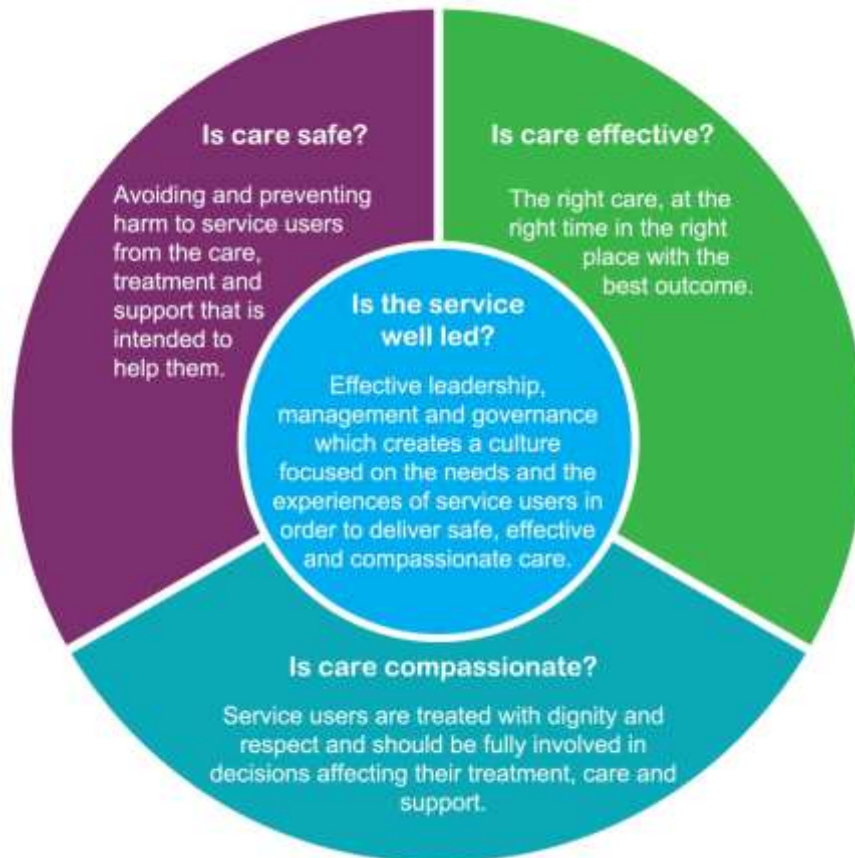 Is care safe?
Avoiding and preventing
harm to service users
from the care,
treatment and
support that is
intended to
help them.
Is care effective?
The right care, at the
right time in the right
place with the
best outcome.
Is the service
well led?
Effective leadership,
management and governance
which creates a culture
focused on the needs and the
experiences of service users in
order to deliver safe, effective
and compassionate care.
Is care compassionate?
Service users are treated with dignity and
respect and should be fully involved in
decisions affecting their treatment, care and
support.